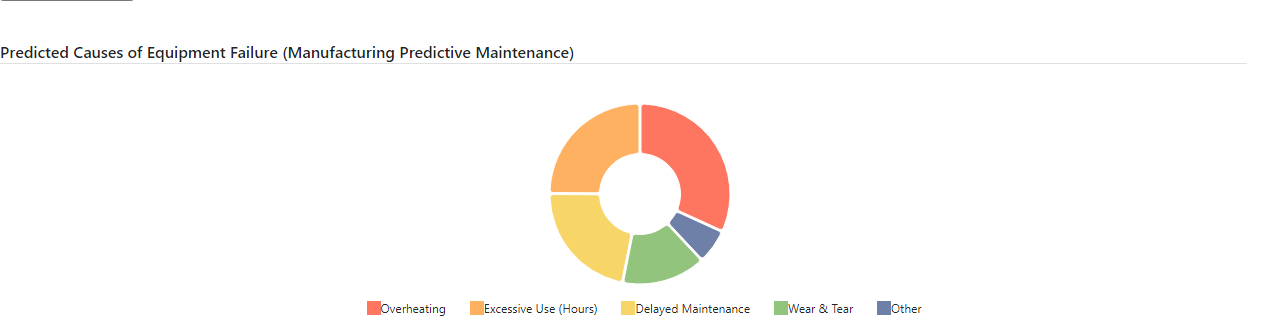 Predicted Causes of Equipment Failure (Manufacturing Predictive Maintenance)
Overheating Excessive Use (Hours) Delayed Maintenance Wear & Tear Other